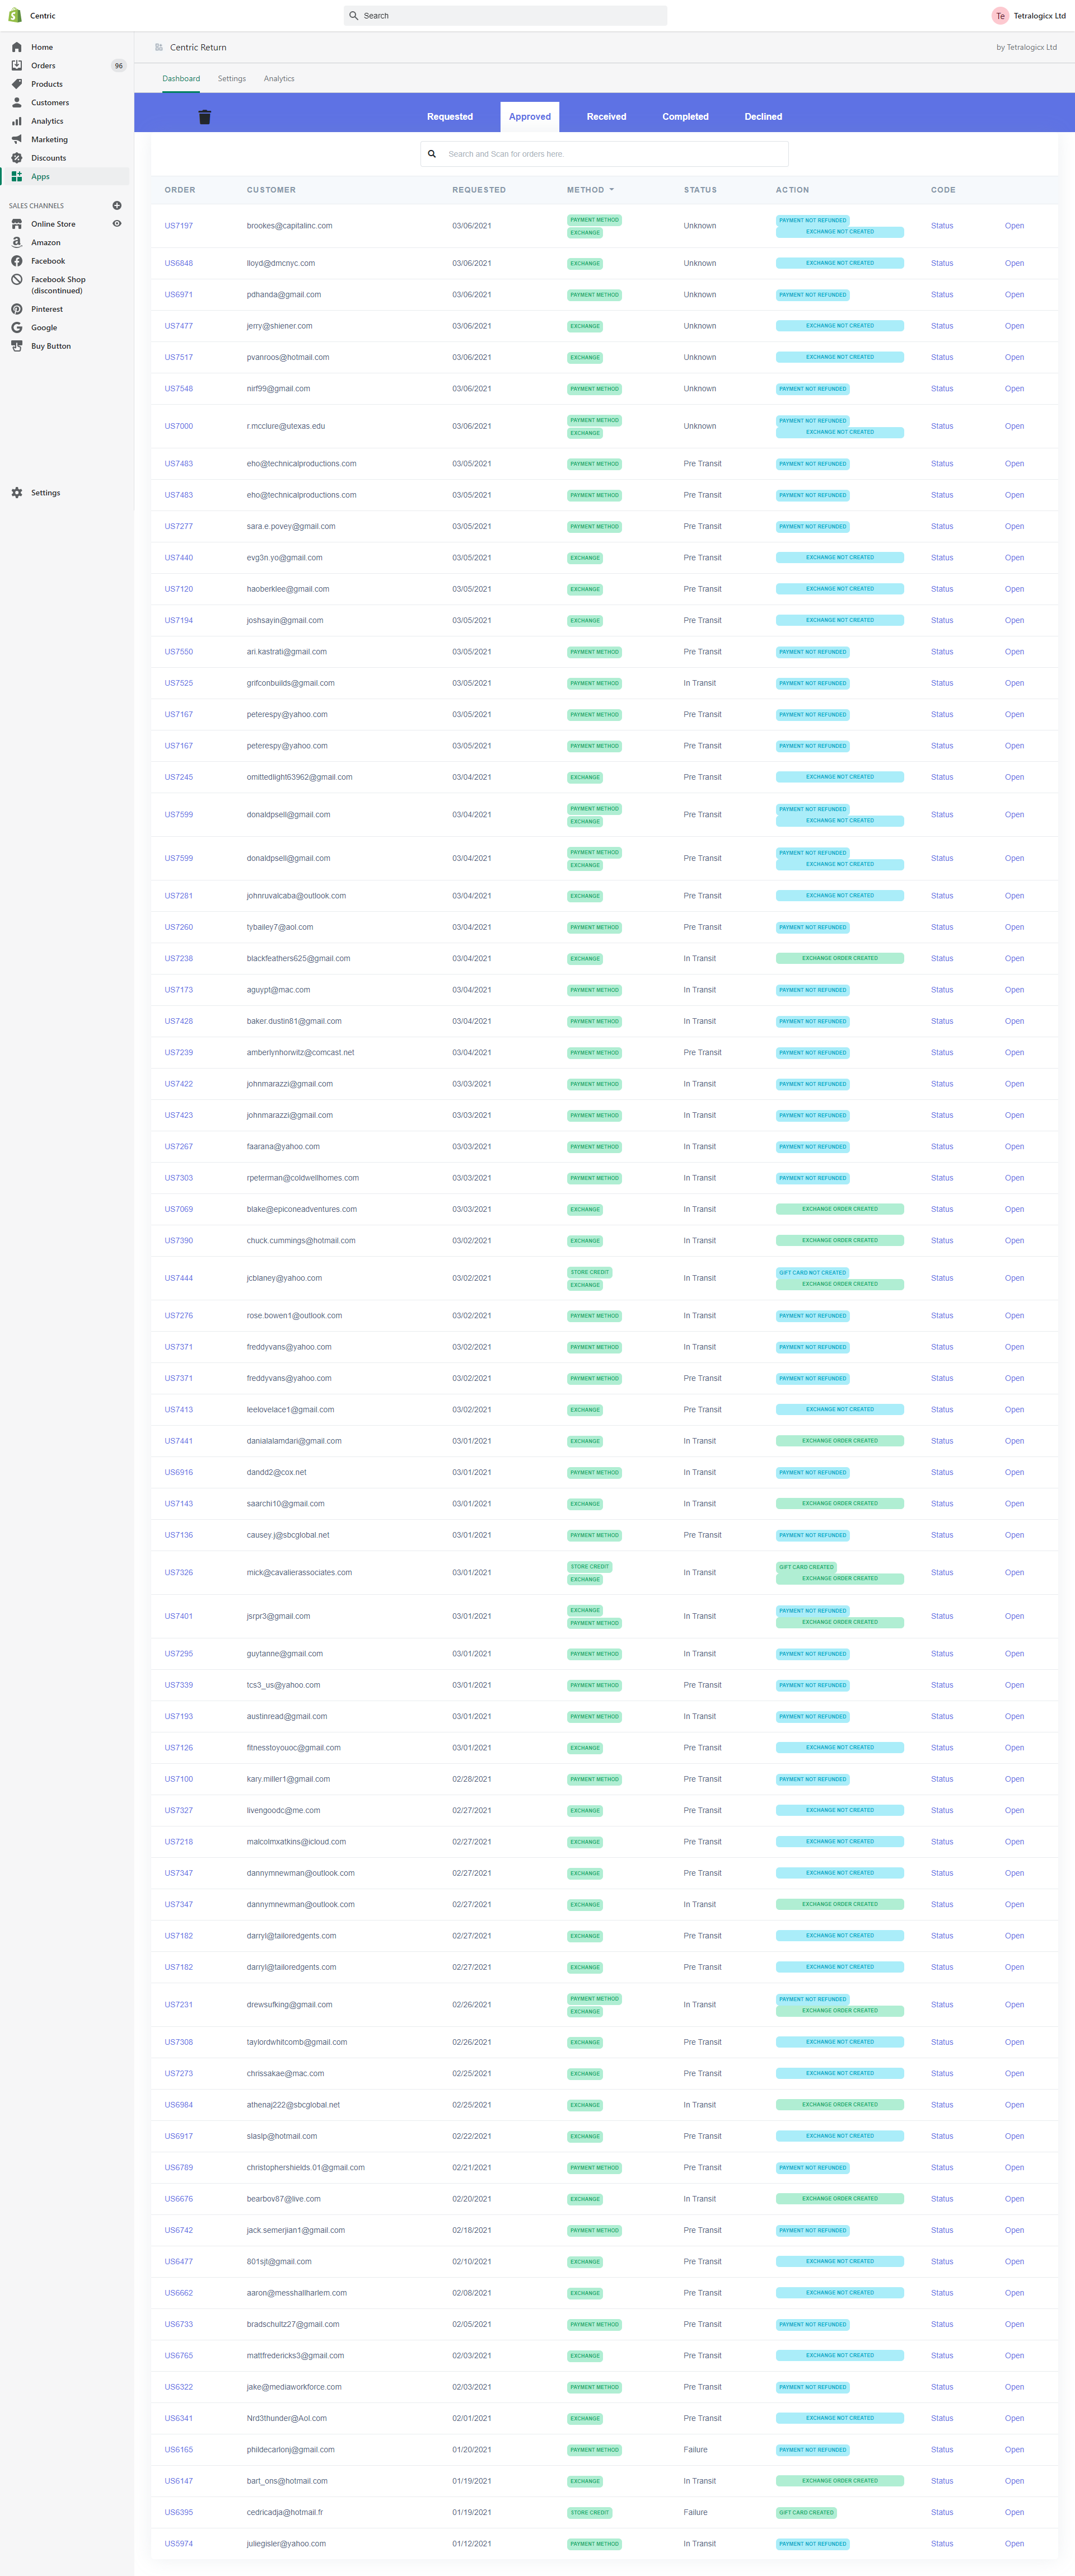 Centric
Search
Te Tetralogicx Ltd
Home
Orders 96
Products
Customers
Analytics
Marketing
Discounts
Apps
SALES CHANNELS
Online Store
Amazon
Facebook
Facebook Shop
(discontinued)
Pinterest
Google
Buy Button
Settings
Centric Return
by Tetralogicx Ltd
Dashboard Settings Analytics
Requested Approved Received Completed Declined
Search and Scan for orders here.
ORDER CUSTOMER REQUESTED METHOD STATUS ACTION CODE
US7197 brookes@capitalinc.com 03/06/2021 PAYMENT METHOD EXCHANGE Unknown PAYMENT NOT REFUNDED EXCHANGE NOT CREATED Status Open
US6848 lloyd@dmcnyc.com 03/06/2021 EXCHANGE Unknown EXCHANGE NOT CREATED Status Open
US6971 pdhanda@gmail.com 03/06/2021 PAYMENT METHOD Unknown PAYMENT NOT REFUNDED Status Open
US7477 jerry@shiener.com 03/06/2021 EXCHANGE Unknown EXCHANGE NOT CREATED Status Open
US7517 pvanroos@hotmail.com 03/06/2021 EXCHANGE Unknown EXCHANGE NOT CREATED Status Open
US7548 nirf99@gmail.com 03/06/2021 PAYMENT METHOD Unknown PAYMENT NOT REFUNDED Status Open
US7000 r.mcclure@utexas.edu 03/06/2021 PAYMENT METHOD EXCHANGE Unknown PAYMENT NOT REFUNDED EXCHANGE NOT CREATED Status Open
US7483 eho@technicalproductions.com 03/05/2021 PAYMENT METHOD Pre Transit PAYMENT NOT REFUNDED Status Open
US7483 eho@technicalproductions.com 03/05/2021 PAYMENT METHOD Pre Transit PAYMENT NOT REFUNDED Status Open
US7277 sara.e.povey@gmail.com 03/05/2021 PAYMENT METHOD Pre Transit PAYMENT NOT REFUNDED Status Open
US7440 evg3n.yo@gmail.com 03/05/2021 EXCHANGE Pre Transit EXCHANGE NOT CREATED Status Open
US7120 haoberklee@gmail.com 03/05/2021 EXCHANGE Pre Transit EXCHANGE NOT CREATED Status Open
US7194 joshsayin@gmail.com 03/05/2021 EXCHANGE Pre Transit EXCHANGE NOT CREATED Status Open
US7550 ari.kastrati@gmail.com 03/05/2021 PAYMENT METHOD Pre Transit PAYMENT NOT REFUNDED Status Open
US7525 grifconbuilds@gmail.com 03/05/2021 PAYMENT METHOD In Transit PAYMENT NOT REFUNDED Status Open
US7167 peterespy@yahoo.com 03/05/2021 PAYMENT METHOD Pre Transit PAYMENT NOT REFUNDED Status Open
US7167 peterespy@yahoo.com 03/05/2021 PAYMENT METHOD Pre Transit PAYMENT NOT REFUNDED Status Open
US7245 omittedlight63962@gmail.com 03/04/2021 EXCHANGE Pre Transit EXCHANGE NOT CREATED Status Open
US7599 donaldpsell@gmail.com 03/04/2021 PAYMENT METHOD EXCHANGE Pre Transit PAYMENT NOT REFUNDED EXCHANGE NOT CREATED Status Open
US7599 donaldpsell@gmail.com 03/04/2021 PAYMENT METHOD EXCHANGE Pre Transit PAYMENT NOT REFUNDED EXCHANGE NOT CREATED Status Open
US7281 johnruvalcaba@outlook.com 03/04/2021 EXCHANGE Pre Transit EXCHANGE NOT CREATED Status Open
US7260 tybailey7@aol.com 03/04/2021 PAYMENT METHOD Pre Transit PAYMENT NOT REFUNDED Status Open
US7238 blackfeathers625@gmail.com 03/04/2021 EXCHANGE In Transit EXCHANGE ORDER CREATED Status Open
US7173 aguypt@mac.com 03/04/2021 PAYMENT METHOD In Transit PAYMENT NOT REFUNDED Status Open
US7428 baker.dustin81@gmail.com 03/04/2021 PAYMENT METHOD In Transit PAYMENT NOT REFUNDED Status Open
US7239 amberlynhorwitz@comcast.net 03/04/2021 PAYMENT METHOD Pre Transit PAYMENT NOT REFUNDED Status Open
US7422 johnmarazzi@gmail.com 03/03/2021 PAYMENT METHOD In Transit PAYMENT NOT REFUNDED Status Open
US7423 johnmarazzi@gmail.com 03/03/2021 PAYMENT METHOD In Transit PAYMENT NOT REFUNDED Status Open
US7267 faarana@yahoo.com 03/03/2021 PAYMENT METHOD In Transit PAYMENT NOT REFUNDED Status Open
US7303 rpeterman@coldwellhomes.com 03/03/2021 PAYMENT METHOD In Transit PAYMENT NOT REFUNDED Status Open
US7069 blake@epiconeadventures.com 03/03/2021 EXCHANGE In Transit EXCHANGE ORDER CREATED Status Open
US7390 chuck.cummings@hotmail.com 03/02/2021 EXCHANGE In Transit EXCHANGE ORDER CREATED Status Open
US7444 jcblaney@yahoo.com 03/02/2021 STORE CREDIT EXCHANGE In Transit GIFT CARD NOT CREATED EXCHANGE ORDER CREATED Status Open
US7276 rose.bowen1@outlook.com 03/02/2021 PAYMENT METHOD In Transit PAYMENT NOT REFUNDED Status Open
US7371 freddyvans@yahoo.com 03/02/2021 PAYMENT METHOD In Transit PAYMENT NOT REFUNDED Status Open
US7371 freddyvans@yahoo.com 03/02/2021 PAYMENT METHOD Pre Transit PAYMENT NOT REFUNDED Status Open
US7413 leelovelace1@gmail.com 03/02/2021 EXCHANGE Pre Transit EXCHANGE NOT CREATED Status Open
US7441 danialalamdari@gmail.com 03/01/2021 EXCHANGE In Transit EXCHANGE ORDER CREATED Status Open
US6916 dandd2@cox.net 03/01/2021 PAYMENT METHOD In Transit PAYMENT NOT REFUNDED Status Open
US7143 saarchi10@gmail.com 03/01/2021 EXCHANGE In Transit EXCHANGE ORDER CREATED Status Open
US7136 causey.j@sbcglobal.net 03/01/2021 PAYMENT METHOD Pre Transit PAYMENT NOT REFUNDED Status Open
US7326 mick@cavalierassociates.com 03/01/2021 STORE CREDIT EXCHANGE In Transit GIFT CARD CREATED EXCHANGE ORDER CREATED Status Open
US7401 jsrpr3@gmail.com 03/01/2021 EXCHANGE PAYMENT METHOD In Transit PAYMENT NOT REFUNDED EXCHANGE ORDER CREATED Status Open
US7295 guytanne@gmail.com 03/01/2021 PAYMENT METHOD In Transit PAYMENT NOT REFUNDED Status Open
US7339 tcs3_us@yahoo.com 03/01/2021 PAYMENT METHOD Pre Transit PAYMENT NOT REFUNDED Status Open
US7193 austinread@gmail.com 03/01/2021 PAYMENT METHOD In Transit PAYMENT NOT REFUNDED Status Open
US7126 fitnesstoyouoc@gmail.com 03/01/2021 EXCHANGE Pre Transit EXCHANGE NOT CREATED Status Open
US7100 kary.miller1@gmail.com 02/28/2021 PAYMENT METHOD Pre Transit PAYMENT NOT REFUNDED Status Open
US7327 livengoodc@me.com 02/27/2021 EXCHANGE Pre Transit EXCHANGE NOT CREATED Status Open
US7218 malcolmxatkins@icloud.com 02/27/2021 EXCHANGE Pre Transit EXCHANGE NOT CREATED Status Open
US7347 dannymnewman@outlook.com 02/27/2021 EXCHANGE Pre Transit EXCHANGE NOT CREATED Status Open
US7347 dannymnewman@outlook.com 02/27/2021 EXCHANGE In Transit EXCHANGE ORDER CREATED Status Open
US7182 darryl@tailoredgents.com 02/27/2021 EXCHANGE Pre Transit EXCHANGE NOT CREATED Status Open
US7182 darryl@tailoredgents.com 02/27/2021 EXCHANGE Pre Transit EXCHANGE NOT CREATED Status Open
US7231 drewsufking@gmail.com 02/26/2021 PAYMENT METHOD EXCHANGE In Transit PAYMENT NOT REFUNDED EXCHANGE ORDER CREATED Status Open
US7308 taylordwhitcomb@gmail.com 02/26/2021 EXCHANGE Pre Transit EXCHANGE NOT CREATED Status Open
US7273 chrissakae@mac.com 02/25/2021 EXCHANGE Pre Transit EXCHANGE NOT CREATED Status Open
US6984 athenaj222@sbcglobal.net 02/25/2021 EXCHANGE In Transit EXCHANGE ORDER CREATED Status Open
US6917 slaslp@hotmail.com 02/22/2021 EXCHANGE Pre Transit EXCHANGE NOT CREATED Status Open
US6789 christophershields.01@gmail.com 02/21/2021 PAYMENT METHOD Pre Transit PAYMENT NOT REFUNDED Status Open
US6676 bearbov87@live.com 02/20/2021 EXCHANGE In Transit EXCHANGE ORDER CREATED Status Open
US6742 jack.semerjian1@gmail.com 02/18/2021 PAYMENT METHOD Pre Transit PAYMENT NOT REFUNDED Status Open
US6477 801sjt@gmail.com 02/10/2021 EXCHANGE Pre Transit EXCHANGE NOT CREATED Status Open
US6662 aaron@messhallharlem.com 02/08/2021 EXCHANGE Pre Transit EXCHANGE NOT CREATED Status Open
US6733 bradschultz27@gmail.com 02/05/2021 PAYMENT METHOD Pre Transit PAYMENT NOT REFUNDED Status Open
US6765 mattfredericks3@gmail.com 02/03/2021 EXCHANGE Pre Transit EXCHANGE NOT CREATED Status Open
US6322 jake@mediaworkforce.com 02/03/2021 PAYMENT METHOD Pre Transit PAYMENT NOT REFUNDED Status Open
US6341 Nrd3thunder@Aol.com 02/01/2021 EXCHANGE Pre Transit EXCHANGE NOT CREATED Status Open
US6165 phildecarlonj@gmail.com 01/20/2021 PAYMENT METHOD Failure PAYMENT NOT REFUNDED Status Open
US6147 bart_ons@hotmail.com 01/19/2021 EXCHANGE In Transit EXCHANGE ORDER CREATED Status Open
US6395 cedricadja@hotmail.fr 01/19/2021 STORE CREDIT Failure GIFT CARD CREATED Status Open
US5974 juliegisler@yahoo.com 01/12/2021 PAYMENT METHOD In Transit PAYMENT NOT REFUNDED Status Open